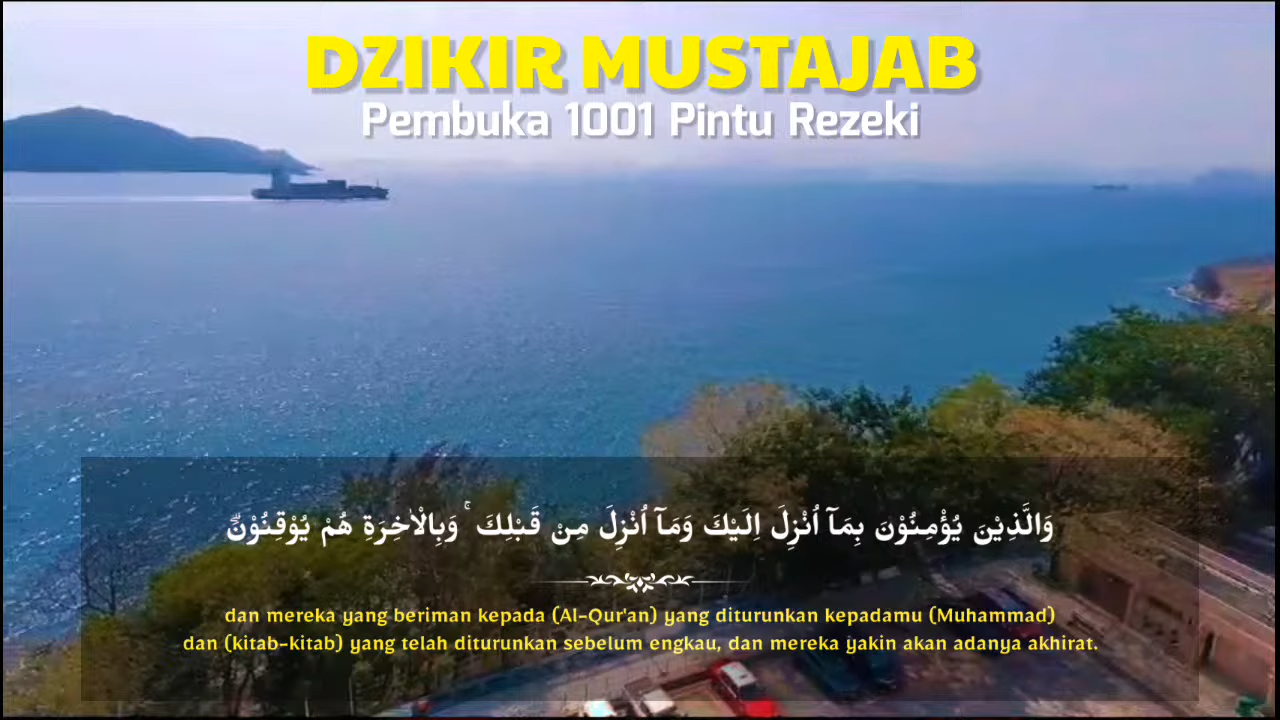 DZIKIR MUSTAJAB
Pembuka 1001 Pintu Rezeki
وَالَّذِيْنَ يُؤْمِنُوْنَ بِمَآ اُنْزِلَ اِلَيْكَ وَمَآ اُنْزِلَ مِنْ قَبْلِكَ ۚ وَبِالْاٰخِرَةِ هُمْ يُوْقِنُوْنَۗ
dan mereka yang beriman kepada (Al-Qur'an) yang diturunkan kepadamu (Muhammad)
dan (kitab-kitab) yang telah diturunkan sebelum engkau, dan mereka yakin akan adanya akhirat.